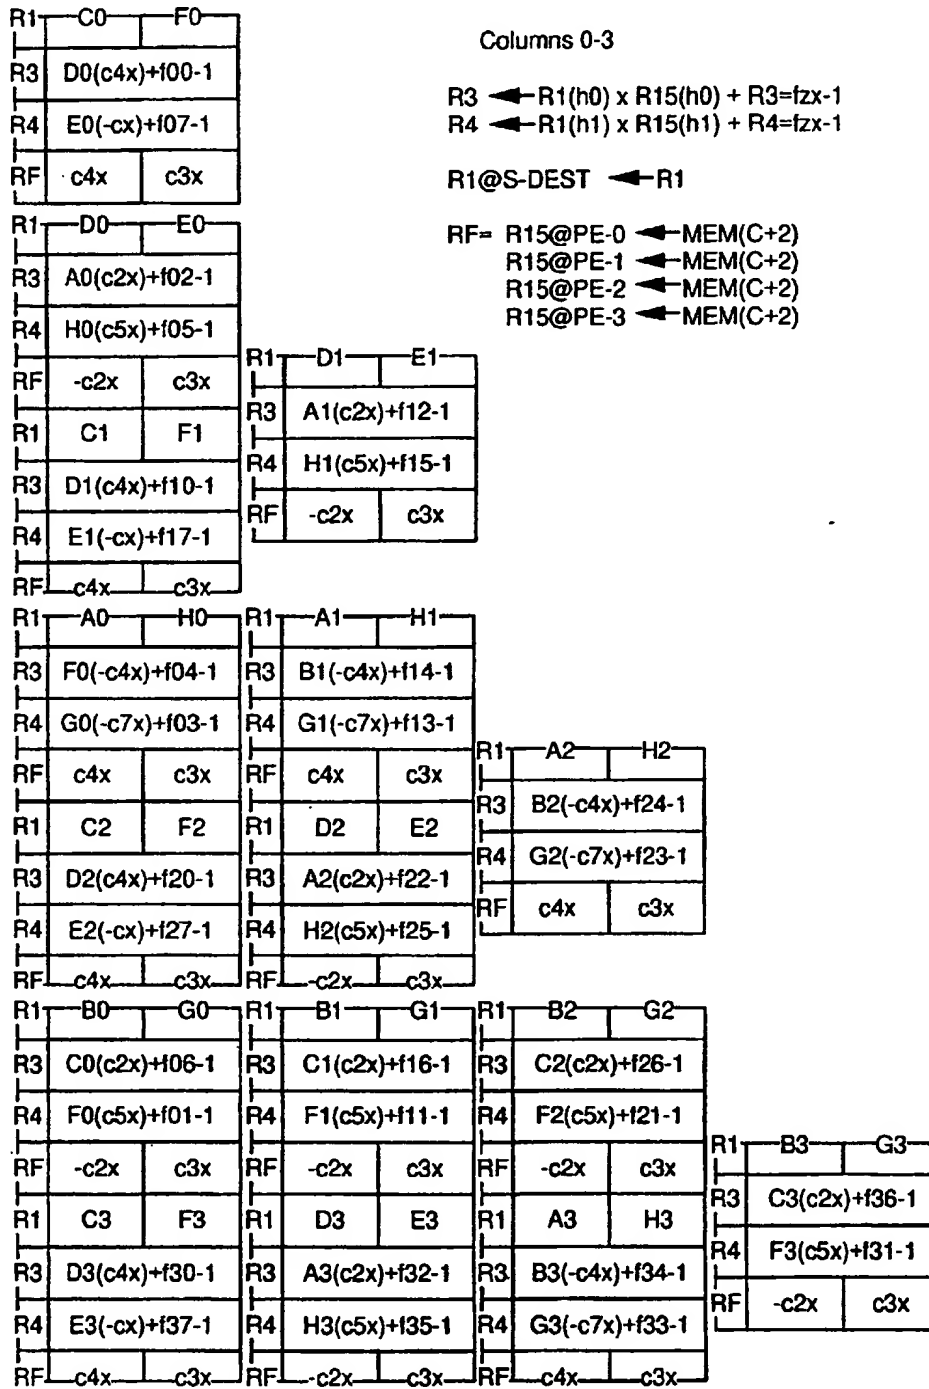 R1 C0 F0
R3 D0(c4x)+f00-1
R4 E0(-cx)+f07-1
RF c4x c3x
Columns 0-3
R3 ◄ R1(h0) x R15(h0) + R3=fzx-1
R4 ◄ R1(h1) x R15(h1) + R4=fzx-1
R1@S-DEST ◄ R1
RF= R15@PE-0 ◄ MEM(C+2)
R15@PE-1 ◄ MEM(C+2)
R15@PE-2 ◄ MEM(C+2)
R15@PE-3 ◄ MEM(C+2)
R1 D0 E0
R3 A0(c2x)+f02-1
R4 H0(c5x)+f05-1
RF -c2x c3x
R1 C1 F1
R3 D1(c4x)+f10-1
R4 E1(-cx)+f17-1
RF c4x c3x
R1 D1 E1
R3 A1(c2x)+f12-1
R4 H1(c5x)+f15-1
RF -c2x c3x
R1 A0 H0
R3 F0(-c4x)+f04-1
R4 G0(-c7x)+f03-1
RF c4x c3x
R1 C2 F2
R3 D2(c4x)+f20-1
R4 E2(-cx)+f27-1
RF c4x c3x
R1 A1 H1
R3 B1(-c4x)+f14-1
R4 G1(-c7x)+f13-1
RF c4x c3x
R1 D2 E2
R3 A2(c2x)+f22-1
R4 H2(c5x)+f25-1
RF -c2x c3x
R1 A2 H2
R3 B2(-c4x)+f24-1
R4 G2(-c7x)+f23-1
RF c4x c3x
R1 B0 G0
R3 C0(c2x)+f06-1
R4 F0(c5x)+f01-1
RF -c2x c3x
R1 C3 F3
R3 D3(c4x)+f30-1
R4 E3(-cx)+f37-1
RF c4x c3x
R1 B1 G1
R3 C1(c2x)+f16-1
R4 F1(c5x)+f11-1
RF -c2x c3x
R1 D3 E3
R3 A3(c2x)+f32-1
R4 H3(c5x)+f35-1
RF -c2x c3x
R1 B2 G2
R3 C2(c2x)+f26-1
R4 F2(c5x)+f21-1
RF -c2x c3x
R1 A3 H3
R3 B3(-c4x)+f34-1
R4 G3(-c7x)+f33-1
RF c4x c3x
R1 B3 G3
R3 C3(c2x)+f36-1
R4 F3(c5x)+f31-1
RF -c2x c3x